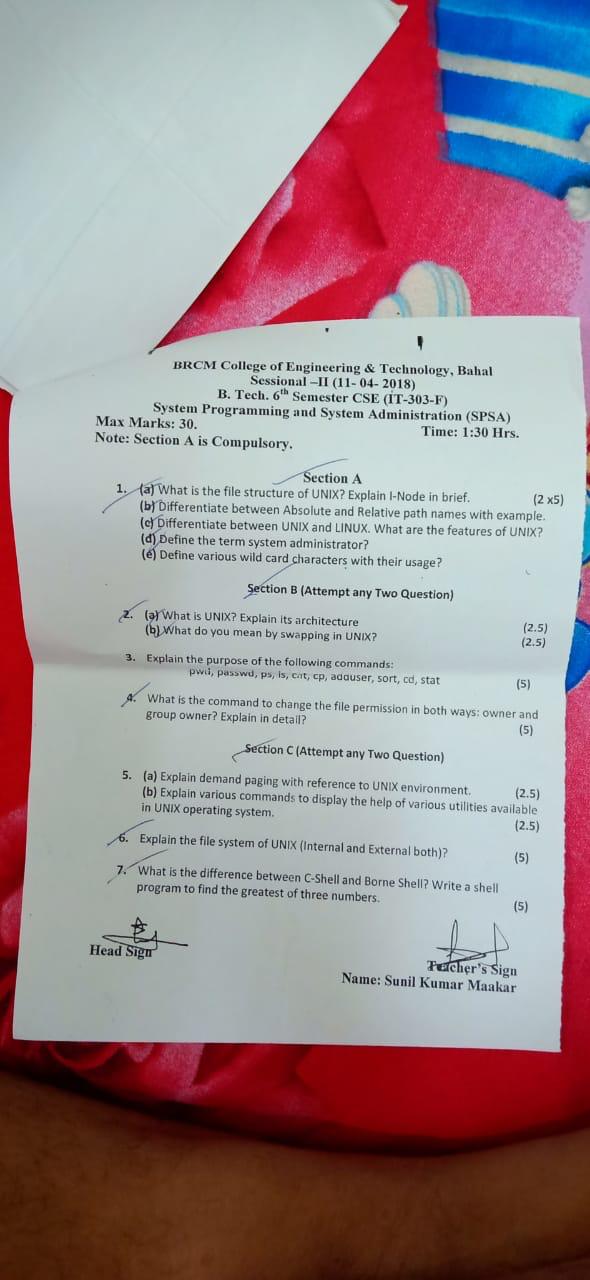 BRCM College of Engineering & Technology, Bahal
Sessional –II (11- 04- 2018)
B. Tech. 6th Semester CSE (IT-303-F)
System Programming and System Administration (SPSA)
Max Marks: 30. Time: 1:30 Hrs.
Note: Section A is Compulsory.
Section A
1. (a) What is the file structure of UNIX? Explain I-Node in brief. (2 x5)
(b) Differentiate between Absolute and Relative path names with example.
(c) Differentiate between UNIX and LINUX. What are the features of UNIX?
(d) Define the term system administrator?
(e) Define various wild card characters with their usage?
Section B (Attempt any Two Question)
2. (a) What is UNIX? Explain its architecture (2.5)
(b) What do you mean by swapping in UNIX? (2.5)
3. Explain the purpose of the following commands:
pwd, passwd, ps, ls, cat, cp, adduser, sort, cd, stat (5)
4. What is the command to change the file permission in both ways: owner and
group owner? Explain in detail? (5)
Section C (Attempt any Two Question)
5. (a) Explain demand paging with reference to UNIX environment. (2.5)
(b) Explain various commands to display the help of various utilities available
in UNIX operating system. (2.5)
6. Explain the file system of UNIX (Internal and External both)? (5)
7. What is the difference between C-Shell and Borne Shell? Write a shell
program to find the greatest of three numbers. (5)
Head Sign
Teacher's Sign
Name: Sunil Kumar Maakar